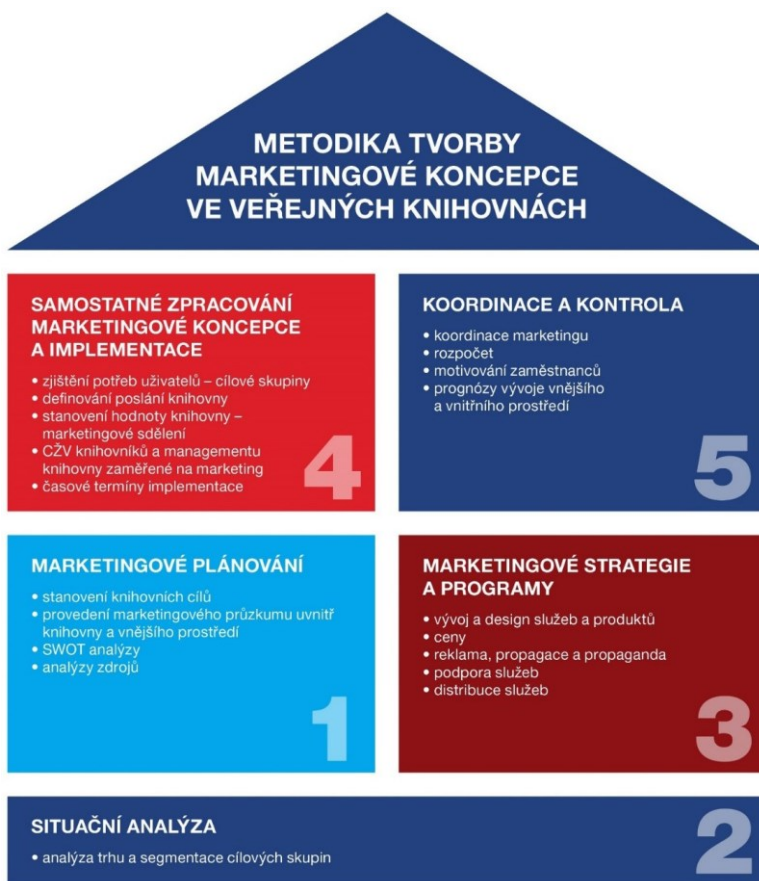 METODIKA TVORBY
MARKETINGOVÉ KONCEPCE
VE VEŘEJNÝCH KNIHOVNÁCH
SAMOSTATNÉ ZPRACOVÁNÍ
MARKETINGOVÉ KONCEPCE
A IMPLEMENTACE
• zjištění potřeb uživatelů – cílové skupiny
• definování poslání knihovny
• stanovení hodnoty knihovny –
marketingové sdělení
• CŽV knihovníků a managementu
knihovny zaměřené na marketing
• časové termíny implementace
4
KOORDINACE A KONTROLA
• koordinace marketingu
• rozpočet
• motivování zaměstnanců
• prognózy vývoje vnějšího
a vnitřního prostředí
5
MARKETINGOVÉ PLÁNOVÁNÍ
• stanovení knihovních cílů
• provedení marketingového průzkumu uvnitř
knihovny a vnějšího prostředí
• SWOT analýzy
• analýzy zdrojů
1
MARKETINGOVÉ STRATEGIE
A PROGRAMY
• vývoj a design služeb a produktů
• ceny
• reklama, propagace a propaganda
• podpora služeb
• distribuce služeb
3
SITUAČNÍ ANALÝZA
• analýza trhu a segmentace cílových skupin
2